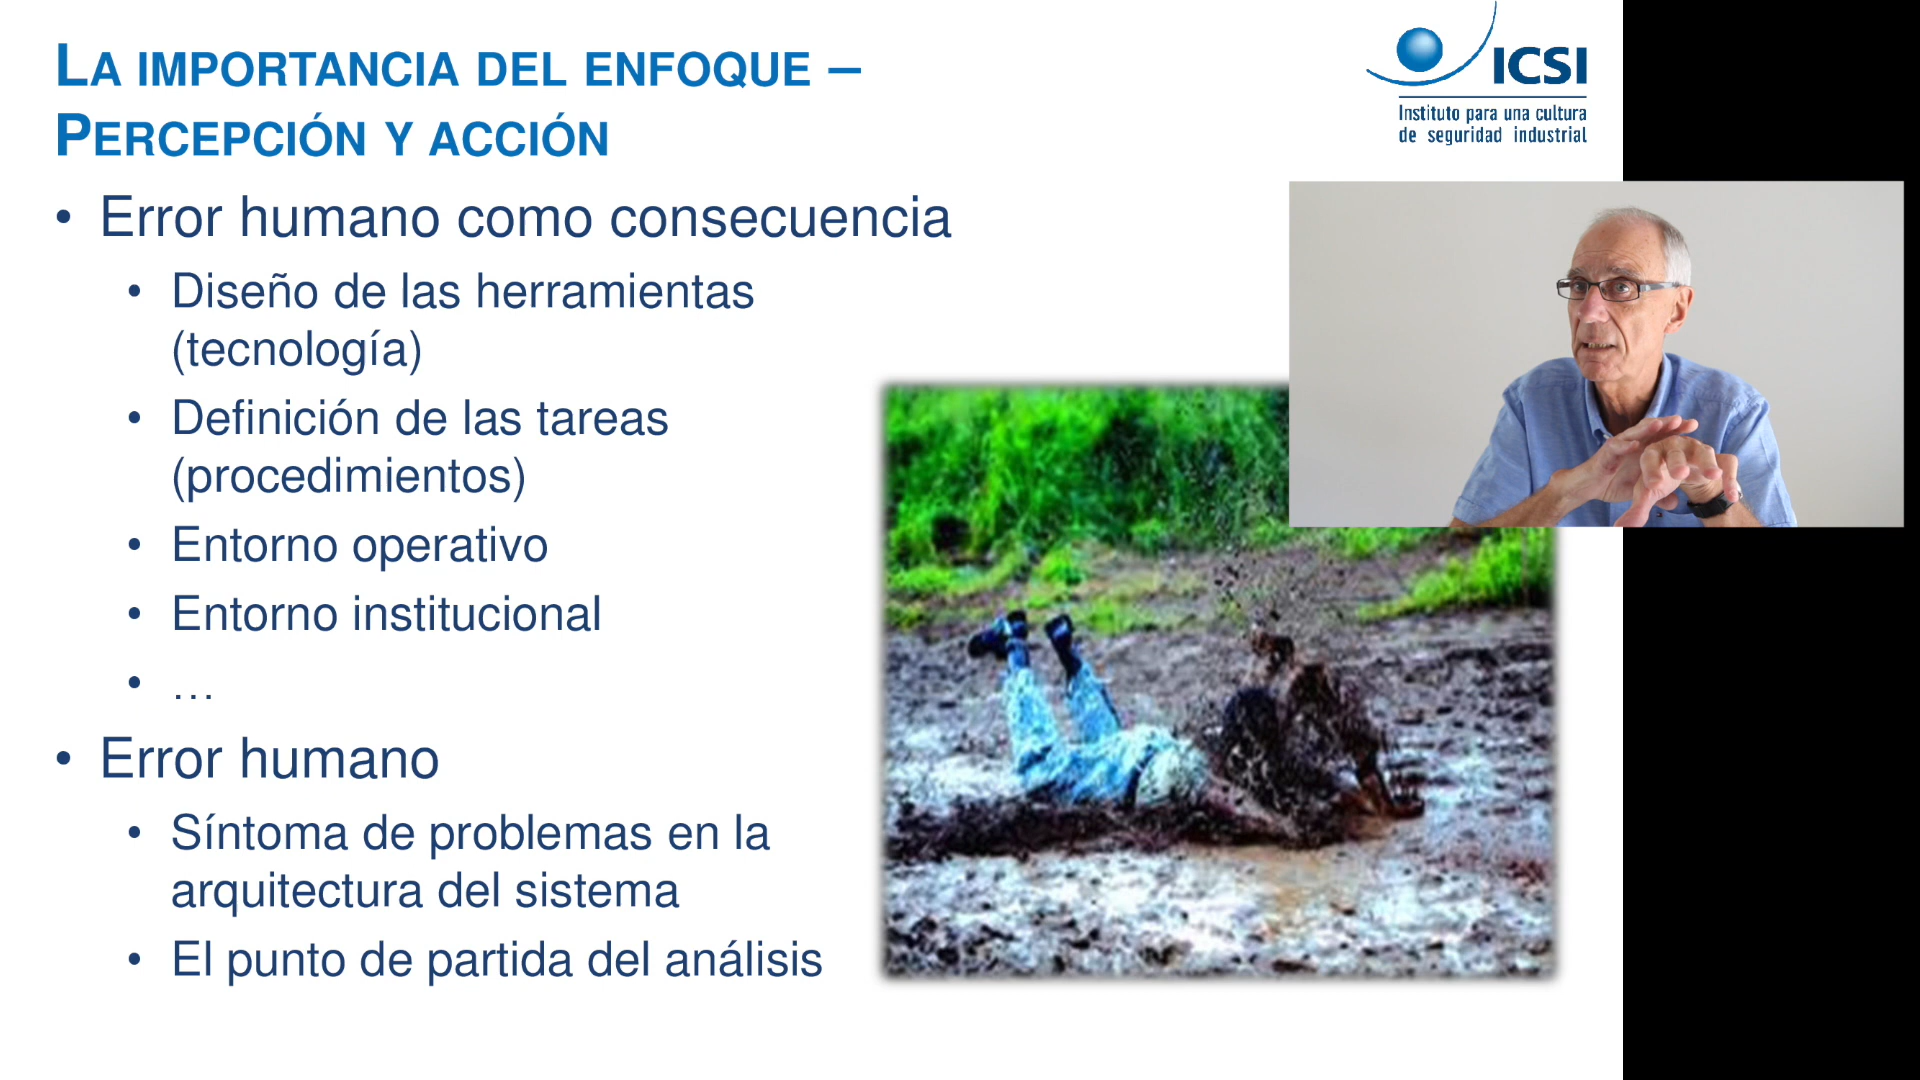 LA IMPORTANCIA DEL ENFOQUE –
PERCEPCIÓN Y ACCIÓN
ICSI
Instituto para una cultura
de seguridad industrial
• Error humano como consecuencia
• Diseño de las herramientas
(tecnología)
• Definición de las tareas
(procedimientos)
• Entorno operativo
• Entorno institucional
• …
• Error humano
• Síntoma de problemas en la
arquitectura del sistema
• El punto de partida del análisis